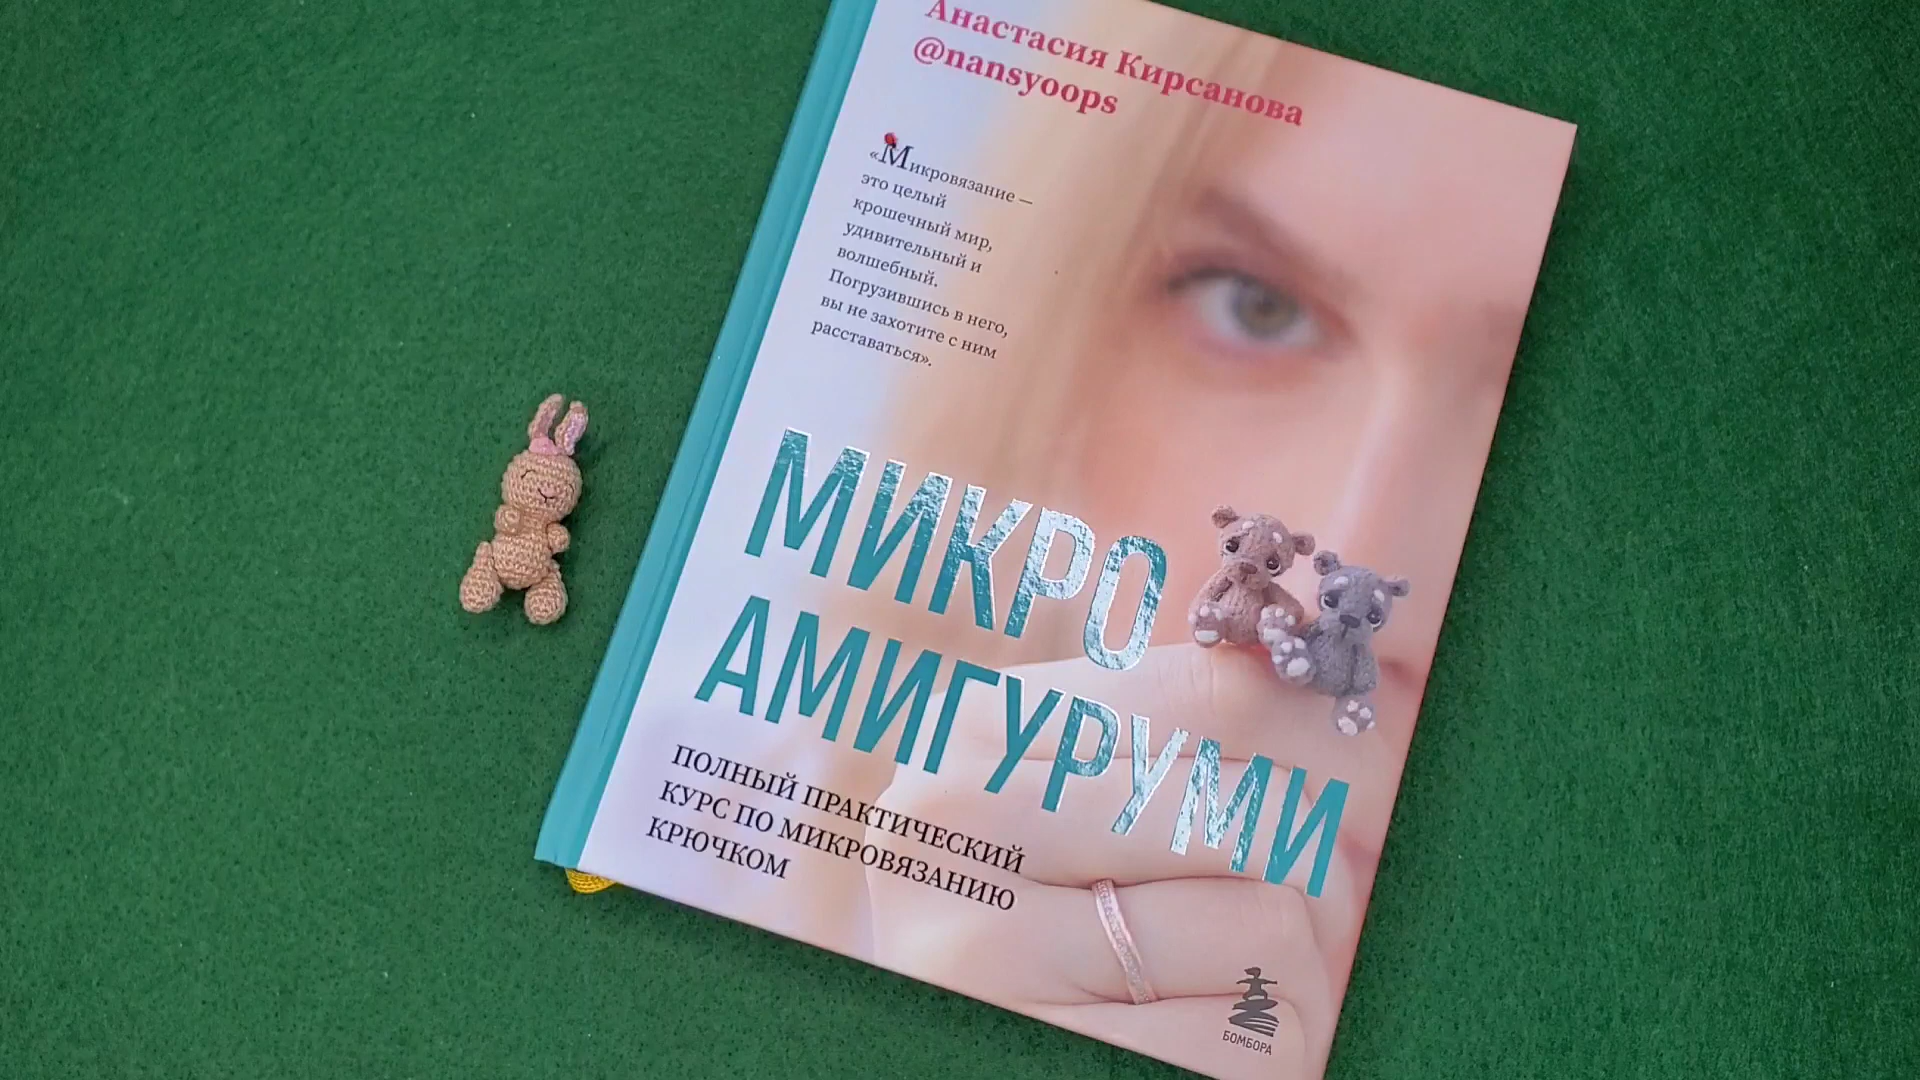 Анастасия Кирсанова
@nansyoops
«Микровязание —
это целый
крошечный мир,
удивительный и
волшебный.
Погрузившись в него,
вы не захотите с ним
расставаться».
МИКРО
АМИГУРУМИ
ПОЛНЫЙ ПРАКТИЧЕСКИЙ
КУРС ПО МИКРОВЯЗАНИЮ
КРЮЧКОМ
БОМБОРА